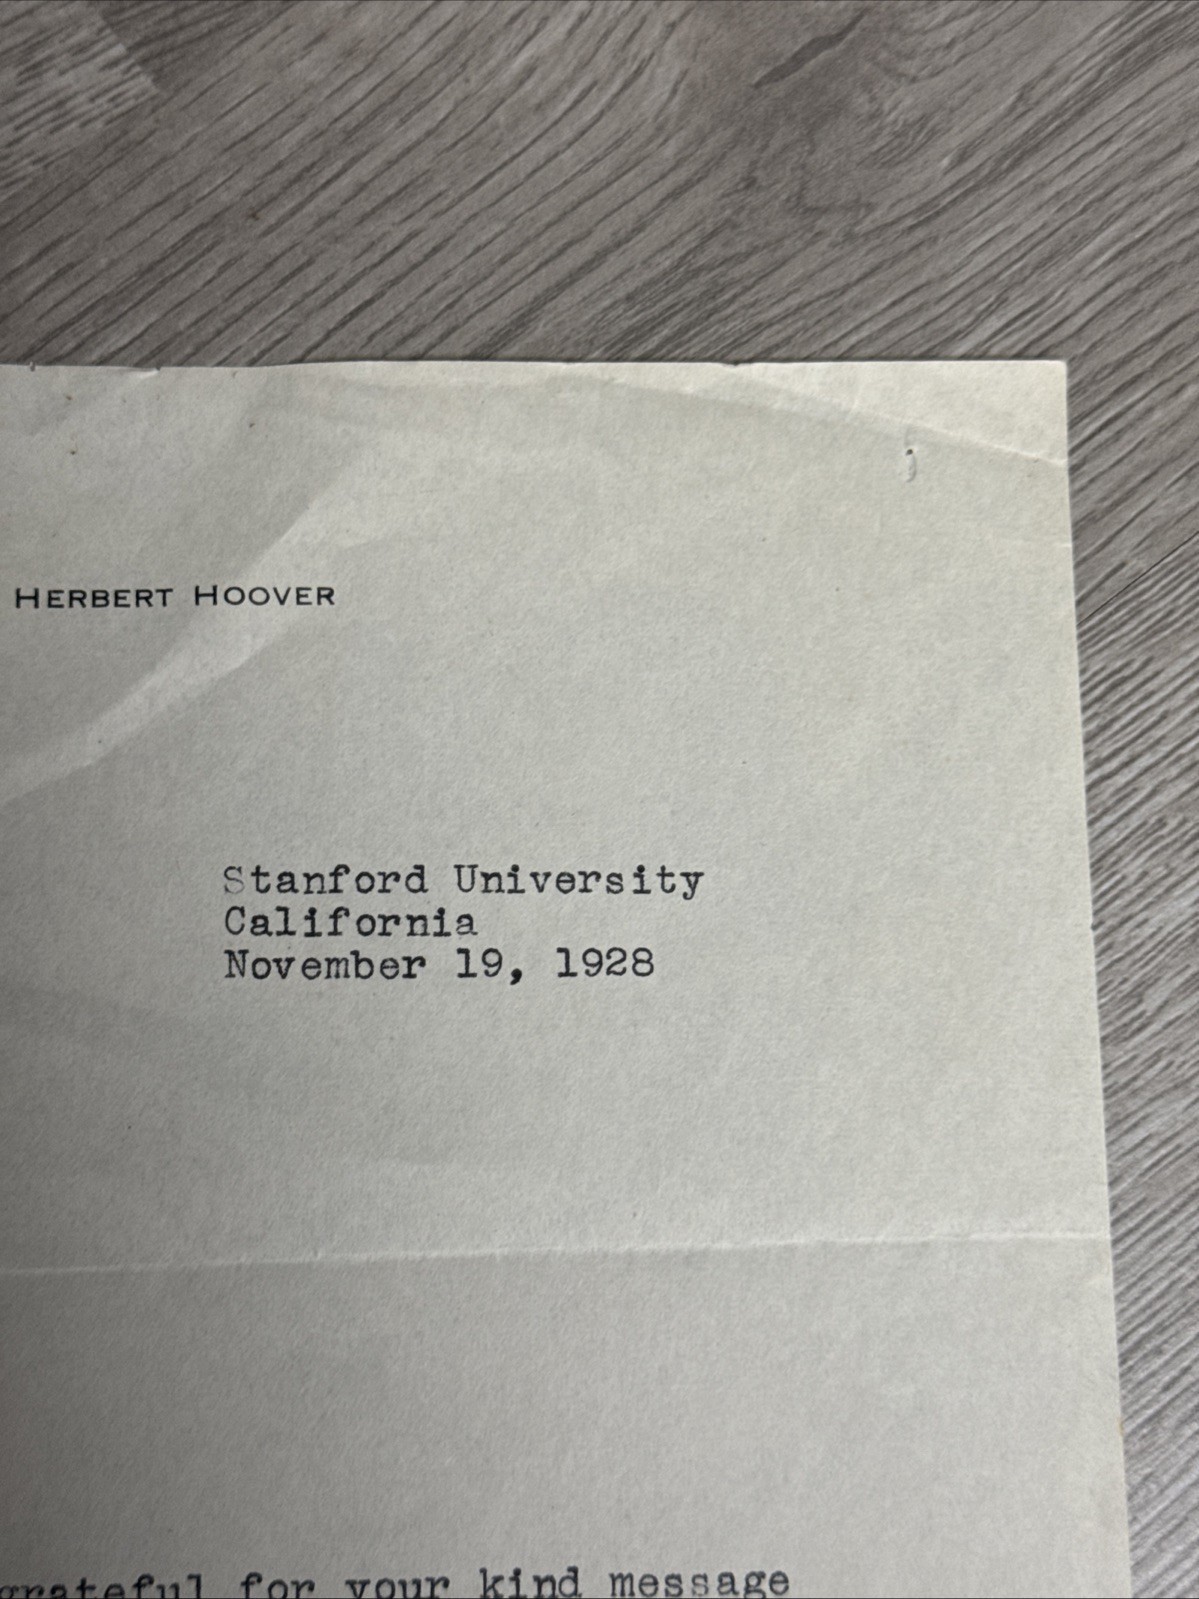 HERBERT HOOVER
Stanford University
California
November 19, 1928
grateful for your kind message